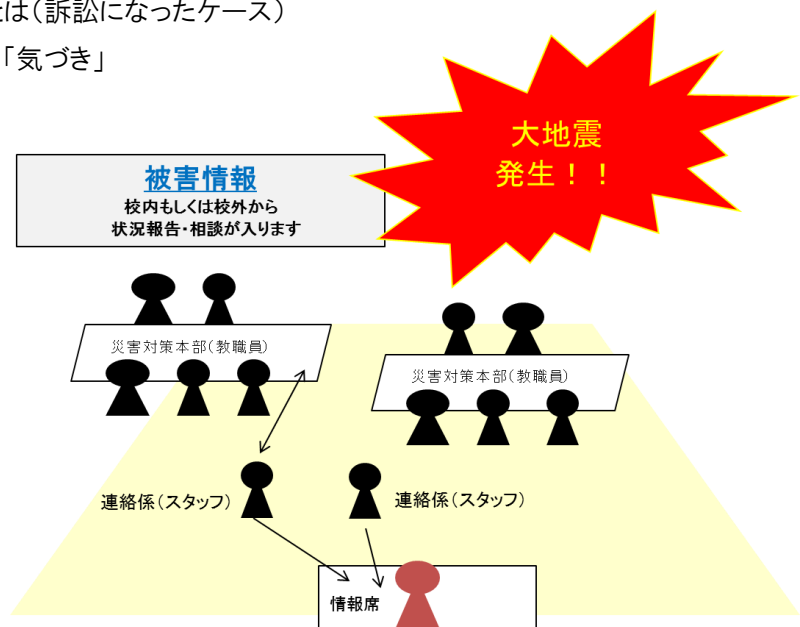 は(訴訟になったケース)
「気づき」
大地震
発生!!
被害情報
校内もしくは校外から
状況報告・相談が入ります
災害対策本部(教職員)
災害対策本部(教職員)
連絡係(スタッフ)
連絡係(スタッフ)
情報席